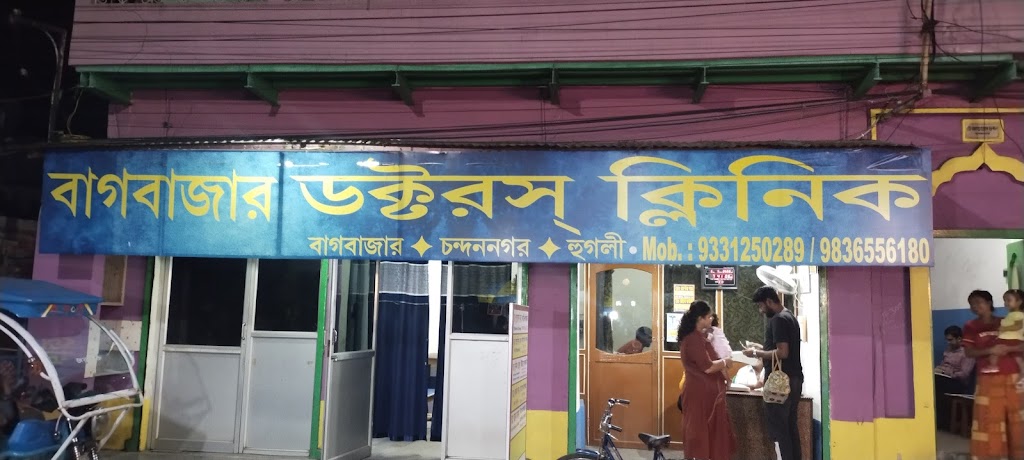 বাগবাজার ডক্টরস্ ক্লিনিক
বাগবাজার ✦ চন্দননগর ✦ হুগলী • Mob. : 9331250289 / 9836556180